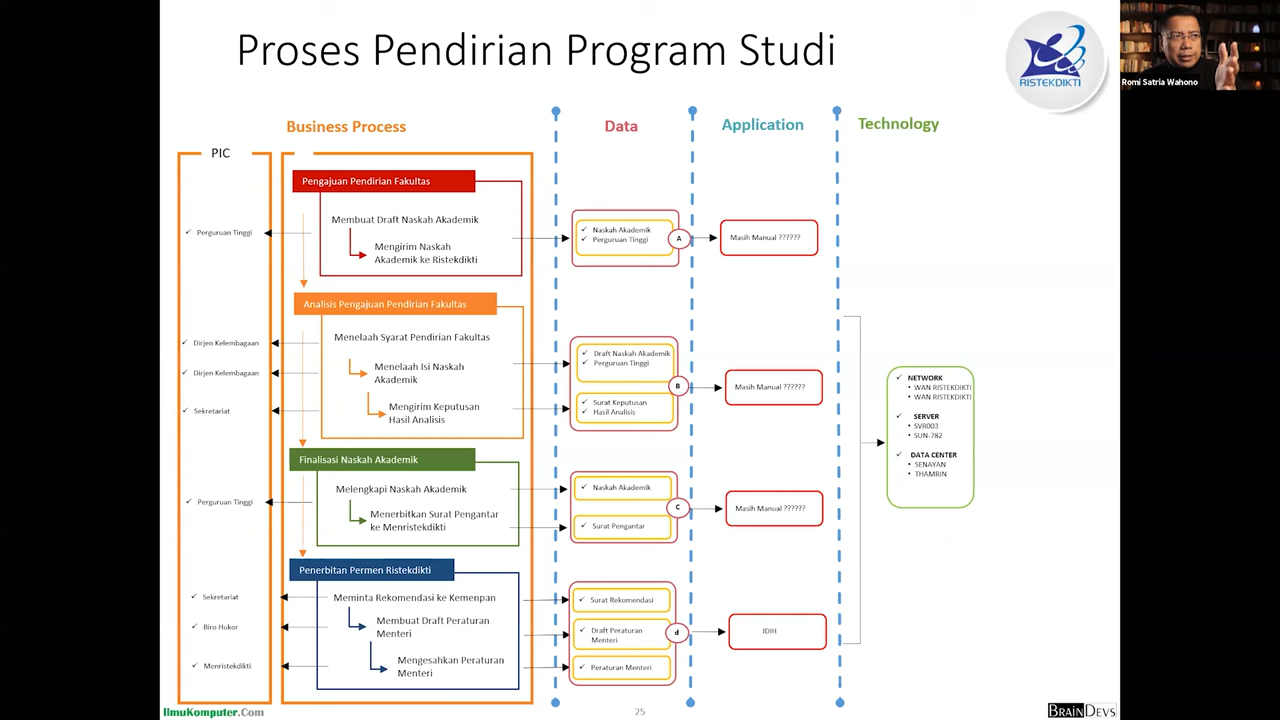 Proses Pendirian Program Studi
RISTEKDIKTI
Romi Satria Wahono
Business Process
Data
Application
Technology
PIC
Pengajuan Pendirian Fakultas
Membuat Draft Naskah Akademik
Mengirim Naskah
Akademik ke Ristekdikti
Perguruan Tinggi
Naskah Akademik
Perguruan Tinggi
A
Masih Manual ??????
Analisis Pengajuan Pendirian Fakultas
Menelaah Syarat Pendirian Fakultas
Menelaah Isi Naskah
Akademik
Mengirim Keputusan
Hasil Analisis
Dirjen Kelembagaan
Dirjen Kelembagaan
Sekretariat
Draft Naskah Akademik
Perguruan Tinggi
Surat Keputusan
Hasil Analisis
B
Masih Manual ??????
Finalisasi Naskah Akademik
Melengkapi Naskah Akademik
Menerbitkan Surat Pengantar
ke Menristekdikti
Perguruan Tinggi
Naskah Akademik
Surat Pengantar
C
Masih Manual ??????
Penerbitan Permen Ristekdikti
Meminta Rekomendasi ke Kemenpan
Membuat Draft Peraturan
Menteri
Mengesahkan Peraturan
Menteri
Sekretariat
Biro Hukor
Menristekdikti
Surat Rekomendasi
Draft Peraturan
Menteri
Peraturan Menteri
d
JDIH
NETWORK
• WAN RISTEKDIKTI
• WAN RISTEKDIKTI
SERVER
• SVR003
• SUN-782
DATA CENTER
• SENAYAN
• THAMRIN
IlmuKomputer.Com
25
BRAINDEVS